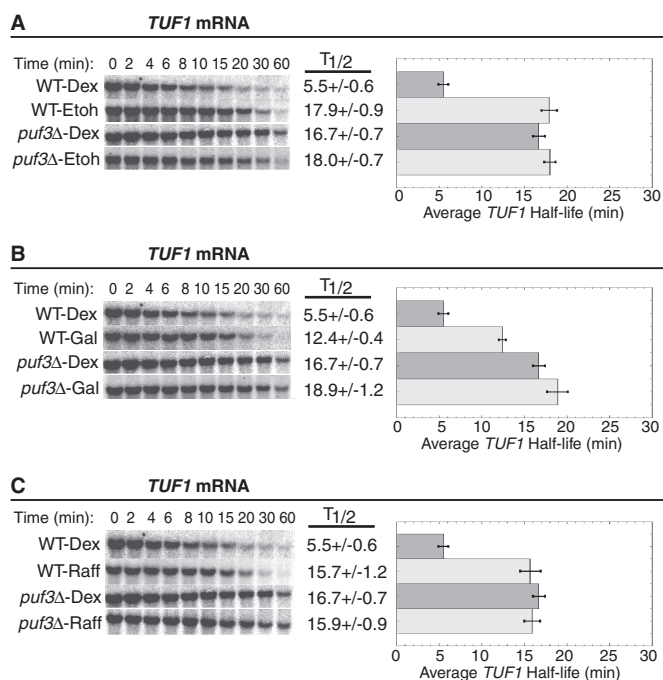 A
TUF1 mRNA
Time (min): 0 2 4 6 8 10 15 20 30 60 T1/2
WT-Dex 5.5+/-0.6
WT-Etoh 17.9+/-0.9
puf3Δ-Dex 16.7+/-0.7
puf3Δ-Etoh 18.0+/-0.7
0 5 10 15 20 25 30
Average TUF1 Half-life (min)
B
TUF1 mRNA
Time (min): 0 2 4 6 8 10 15 20 30 60 T1/2
WT-Dex 5.5+/-0.6
WT-Gal 12.4+/-0.4
puf3Δ-Dex 16.7+/-0.7
puf3Δ-Gal 18.9+/-1.2
0 5 10 15 20 25 30
Average TUF1 Half-life (min)
C
TUF1 mRNA
Time (min): 0 2 4 6 8 10 15 20 30 60 T1/2
WT-Dex 5.5+/-0.6
WT-Raff 15.7+/-1.2
puf3Δ-Dex 16.7+/-0.7
puf3Δ-Raff 15.9+/-0.9
0 5 10 15 20 25 30
Average TUF1 Half-life (min)